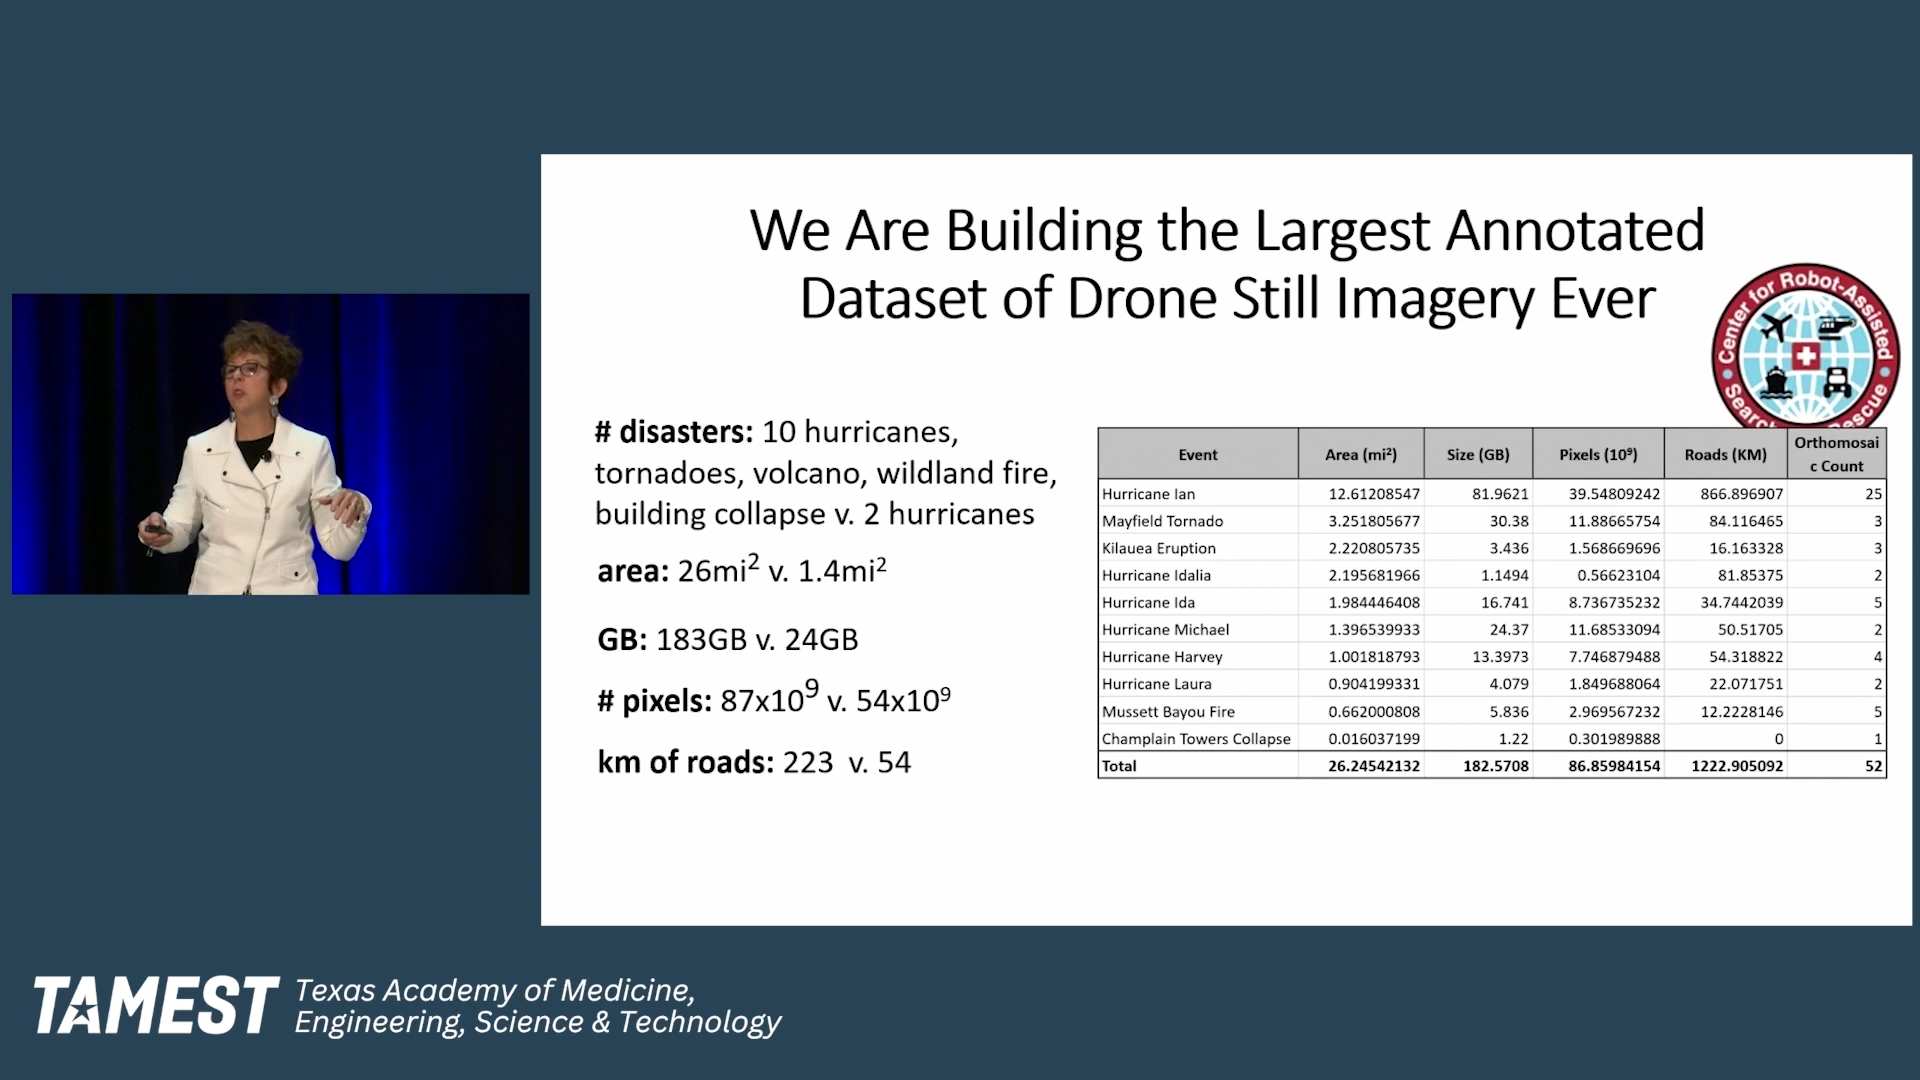 We Are Building the Largest Annotated
Dataset of Drone Still Imagery Ever
Center for Robot-Assisted
Search Rescue
# disasters: 10 hurricanes,
tornadoes, volcano, wildland fire,
building collapse v. 2 hurricanes
area: 26mi² v. 1.4mi²
GB: 183GB v. 24GB
# pixels: 87x10⁹ v. 54x10⁹
km of roads: 223 v. 54
Event Area (mi²) Size (GB) Pixels (10⁹) Roads (KM) Orthomosai
c Count
Hurricane Ian 12.61208547 81.9621 39.54809242 866.896907 25
Mayfield Tornado 3.251805677 30.38 11.88665754 84.116465 3
Kilauea Eruption 2.220805735 3.436 1.568669696 16.163328 3
Hurricane Idalia 2.195681966 1.1494 0.56623104 81.85375 2
Hurricane Ida 1.984446408 16.741 8.736735232 34.7442039 5
Hurricane Michael 1.396539933 24.37 11.68533094 50.51705 2
Hurricane Harvey 1.001818793 13.3973 7.746879488 54.318822 4
Hurricane Laura 0.904199331 4.079 1.849688064 22.071751 2
Mussett Bayou Fire 0.662000808 5.836 2.969567232 12.2228146 5
Champlain Towers Collapse 0.016037199 1.22 0.301989888 0 1
Total 26.24542132 182.5708 86.85984154 1222.905092 52
TAMEST Texas Academy of Medicine,
Engineering, Science & Technology